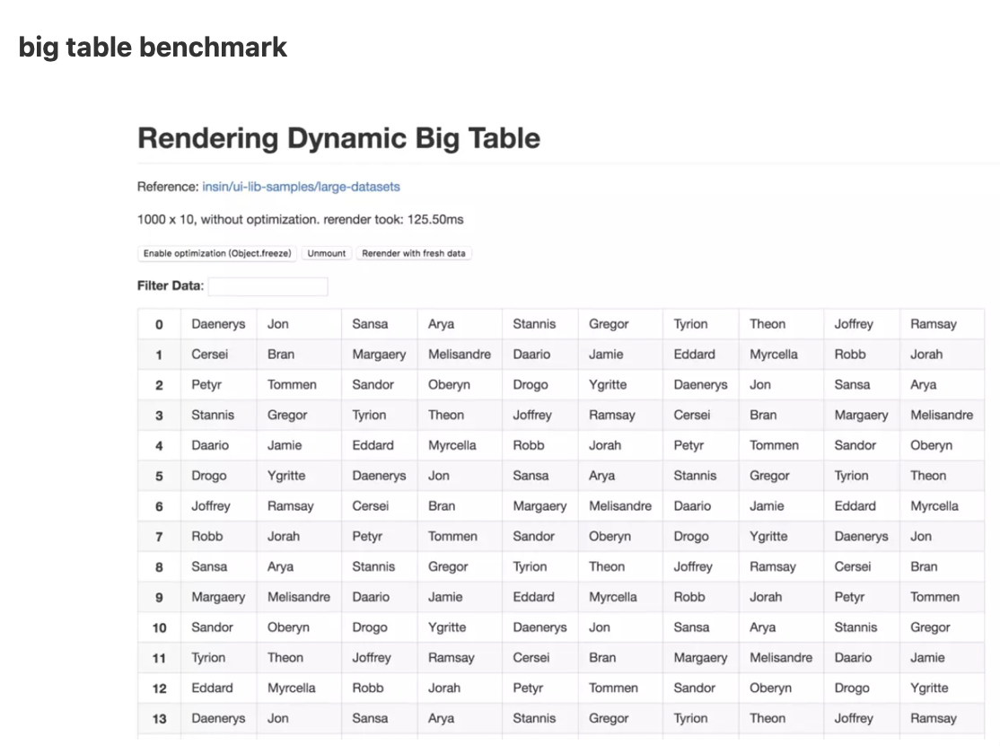 big table benchmark
Rendering Dynamic Big Table
Reference: insin/ui-lib-samples/large-datasets
1000 x 10, without optimization. rerender took: 125.50ms
Enable optimization (Object.freeze) Unmount Rerender with fresh data
Filter Data:
0 Daenerys Jon Sansa Arya Stannis Gregor Tyrion Theon Joffrey Ramsay
1 Cersei Bran Margaery Melisandre Daario Jamie Eddard Myrcella Robb Jorah
2 Petyr Tommen Sandor Oberyn Drogo Ygritte Daenerys Jon Sansa Arya
3 Stannis Gregor Tyrion Theon Joffrey Ramsay Cersei Bran Margaery Melisandre
4 Daario Jamie Eddard Myrcella Robb Jorah Petyr Tommen Sandor Oberyn
5 Drogo Ygritte Daenerys Jon Sansa Arya Stannis Gregor Tyrion Theon
6 Joffrey Ramsay Cersei Bran Margaery Melisandre Daario Jamie Eddard Myrcella
7 Robb Jorah Petyr Tommen Sandor Oberyn Drogo Ygritte Daenerys Jon
8 Sansa Arya Stannis Gregor Tyrion Theon Joffrey Ramsay Cersei Bran
9 Margaery Melisandre Daario Jamie Eddard Myrcella Robb Jorah Petyr Tommen
10 Sandor Oberyn Drogo Ygritte Daenerys Jon Sansa Arya Stannis Gregor
11 Tyrion Theon Joffrey Ramsay Cersei Bran Margaery Melisandre Daario Jamie
12 Eddard Myrcella Robb Jorah Petyr Tommen Sandor Oberyn Drogo Ygritte
13 Daenerys Jon Sansa Arya Stannis Gregor Tyrion Theon Joffrey Ramsay